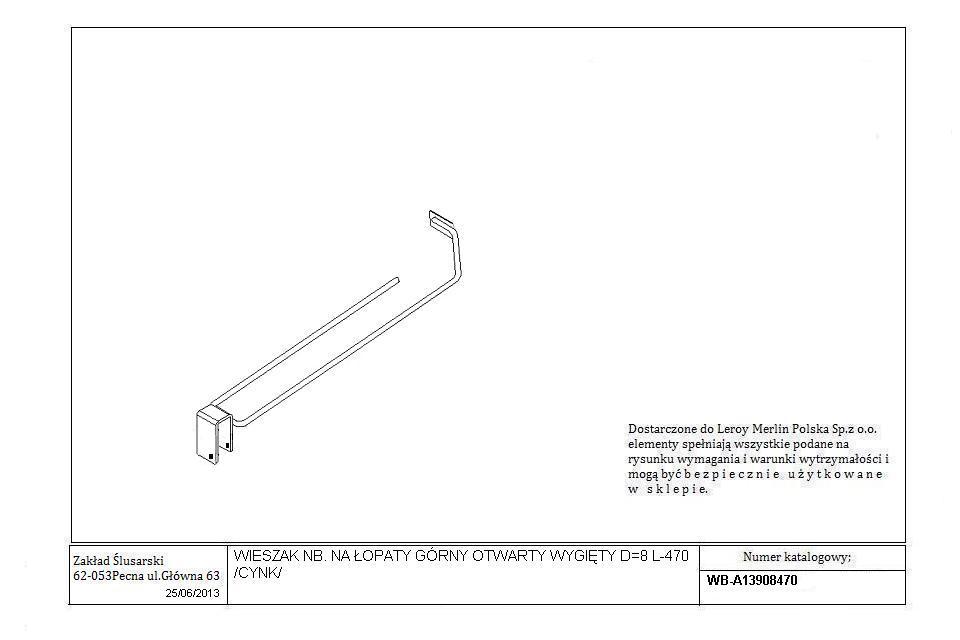 Dostarczone do Leroy Merlin Polska Sp.z o.o.
elementy spełniają wszystkie podane na
rysunku wymagania i warunki wytrzymałości i
mogą być b e z p i e c z n i e u ż y t k o w a n e
w s k l e p i e.
Zakład Ślusarski
62-053Pecna ul.Główna 63
25/06/2013
WIESZAK NB. NA ŁOPATY GÓRNY OTWARTY WYGIĘTY D=8 L-470
/CYNK/
Numer katalogowy;
WB-A13908470